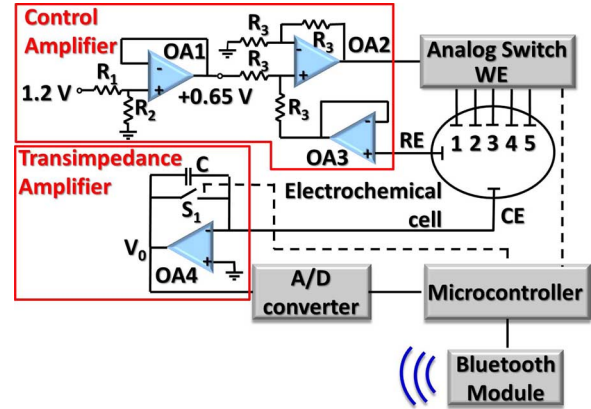 Control
Amplifier
OA1
R3
R3
OA2
Analog Switch
WE
R1
R3
1.2 V
R2
+0.65 V
R3
OA3
RE
1 2 3 4 5
Transimpedance
Amplifier
C
S1
Electrochemical
cell
CE
V0
OA4
A/D
converter
Microcontroller
Bluetooth
Module